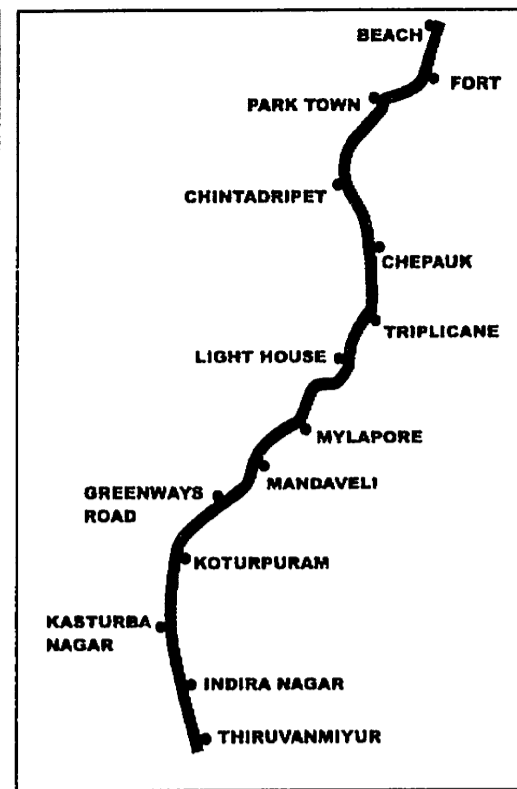 BEACH
FORT
PARK TOWN
CHINTADRIPET
CHEPAUK
TRIPLICANE
LIGHT HOUSE
MYLAPORE
MANDAVELI
GREENWAYS
ROAD
KOTURPURAM
KASTURBA
NAGAR
INDIRA NAGAR
THIRUVANMIYUR